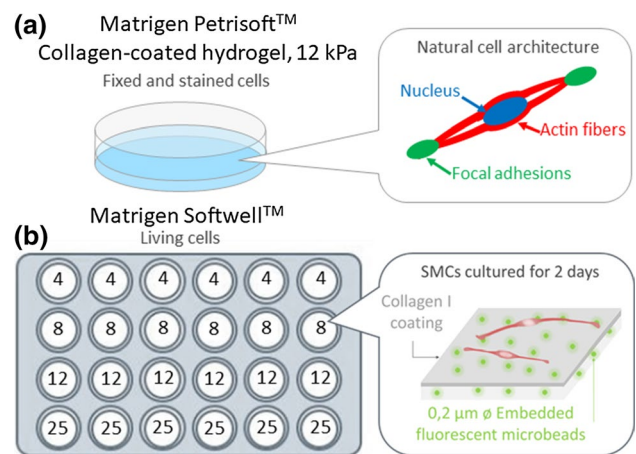 (a)
Matrigen Petrisoft™
Collagen-coated hydrogel, 12 kPa
Fixed and stained cells
Natural cell architecture
Nucleus
Actin fibers
Focal adhesions
(b)
Matrigen Softwell™
Living cells
4 4 4 4 4 4
8 8 8 8 8 8
12 12 12 12 12 12
25 25 25 25 25 25
SMCs cultured for 2 days
Collagen I
coating
0,2 µm ø Embedded
fluorescent microbeads